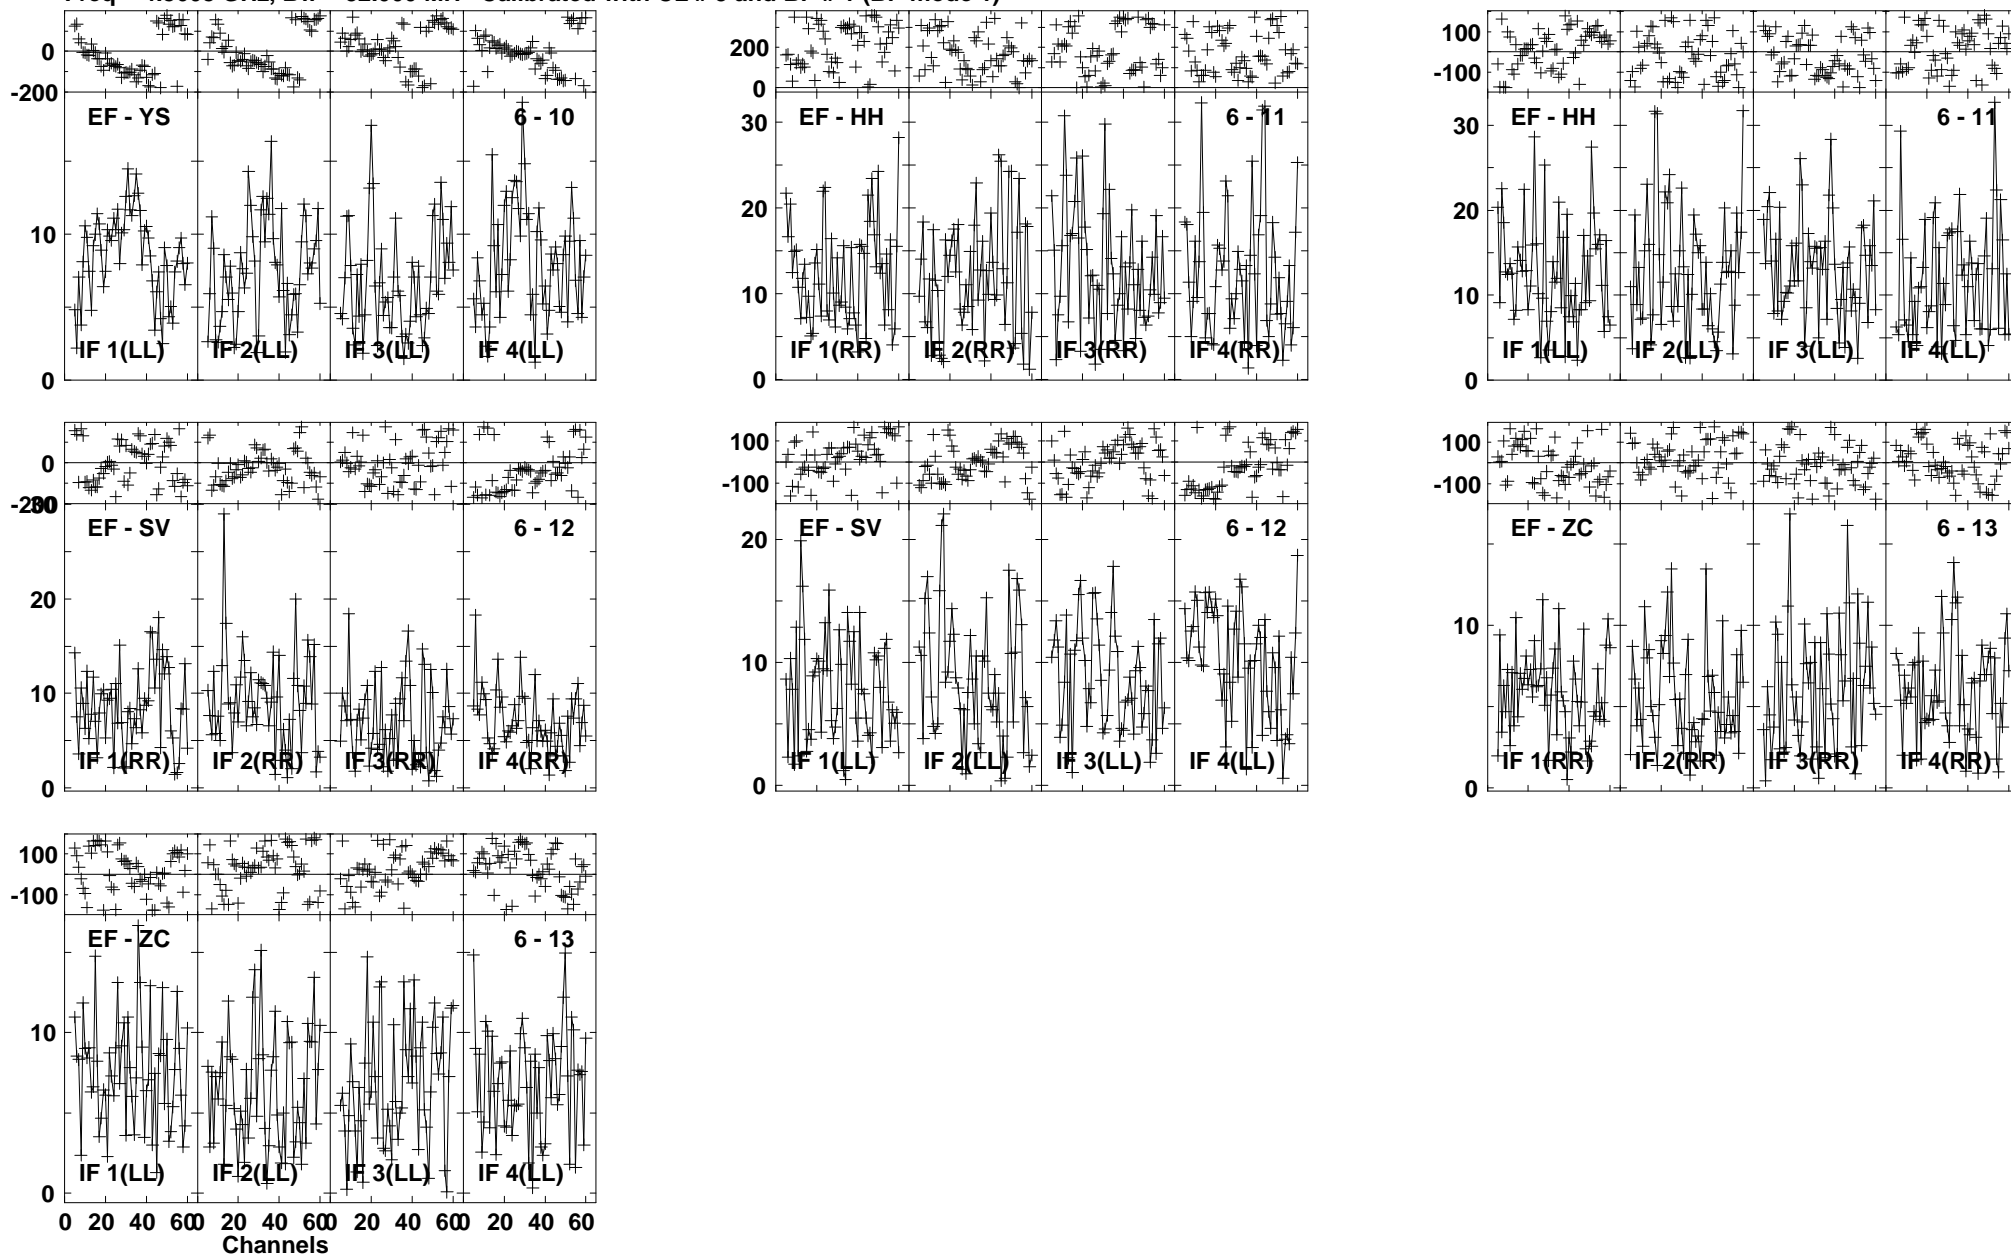 0
-200
EF - YS 6 - 10
10
0
IF 1(LL) IF 2(LL) IF 3(LL) IF 4(LL)
200
0
EF - HH 6 - 11
30
20
10
0
IF 1(RR) IF 2(RR) IF 3(RR) IF 4(RR)
100
-100
EF - HH 6 - 11
30
20
10
0
IF 1(LL) IF 2(LL) IF 3(LL) IF 4(LL)
0
-200
30
EF - SV 6 - 12
20
10
0
IF 1(RR) IF 2(RR) IF 3(RR) IF 4(RR)
100
-100
EF - SV 6 - 12
20
10
0
IF 1(LL) IF 2(LL) IF 3(LL) IF 4(LL)
100
-100
EF - ZC 6 - 13
10
0
IF 1(RR) IF 2(RR) IF 3(RR) IF 4(RR)
100
-100
EF - ZC 6 - 13
10
0
IF 1(LL) IF 2(LL) IF 3(LL) IF 4(LL)
0 20 40 60 0 20 40 60 0 20 40 60 0 20 40 60
Channels